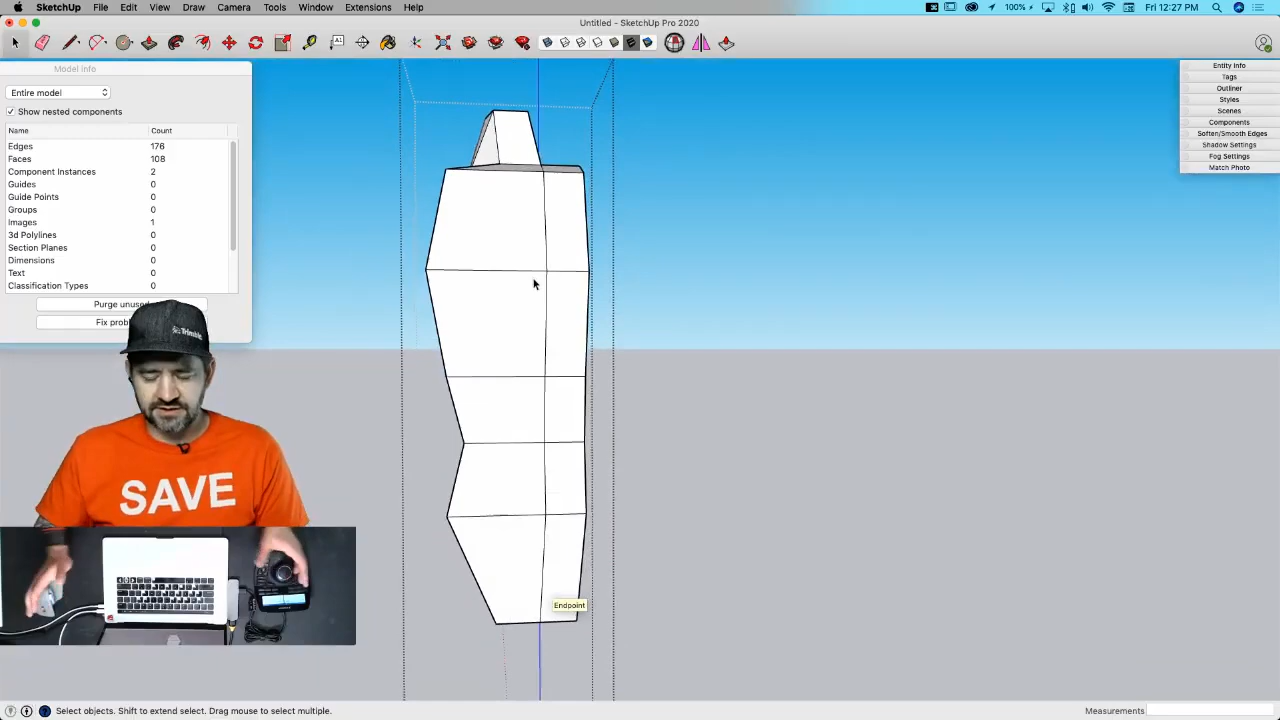 SketchUp File Edit View Draw Camera Tools Window Extensions Help 100% Fri 12:27 PM
Untitled - SketchUp Pro 2020
Model Info
Entire model
Show nested components
Name Count
Edges 176
Faces 108
Component Instances 2
Guides 0
Guide Points 0
Groups 0
Images 1
3d Polylines 0
Section Planes 0
Dimensions 0
Text 0
Classification Types 0
Purge unus
Fix prob
Entity Info
Tags
Outliner
Styles
Scenes
Components
Soften/Smooth Edges
Shadow Settings
Fog Settings
Match Photo
Trimble
SAVE
Endpoint
Select objects. Shift to extend select. Drag mouse to select multiple. Measurements